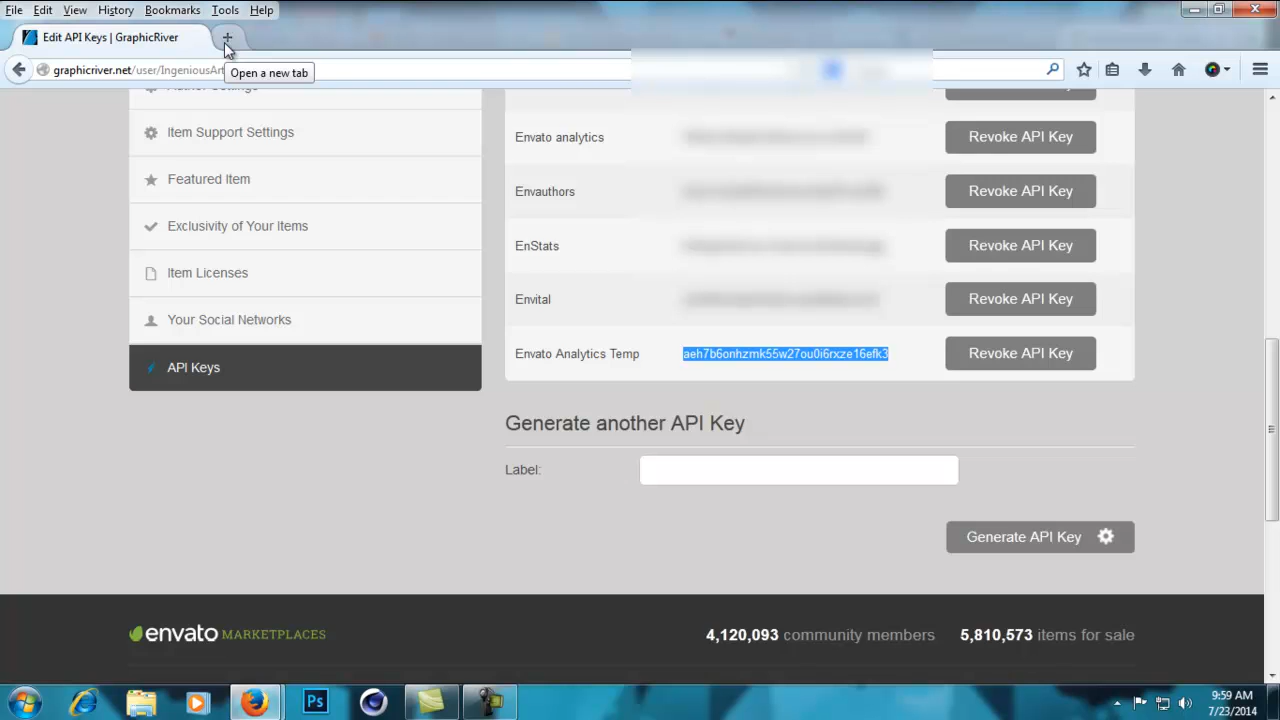 File Edit View History Bookmarks Tools Help
Edit API Keys | GraphicRiver
graphicriver.net/user/IngeniousArt
Open a new tab
Item Support Settings
Featured Item
Exclusivity of Your Items
Item Licenses
Your Social Networks
API Keys
Envato analytics Revoke API Key
Envauthors Revoke API Key
EnStats Revoke API Key
Envital Revoke API Key
Envato Analytics Temp aeh7b6onhzmk55w27ou0i6rxze16efk3 Revoke API Key
Generate another API Key
Label:
Generate API Key
envato MARKETPLACES
4,120,093 community members 5,810,573 items for sale
Ps
9:59 AM
7/23/2014